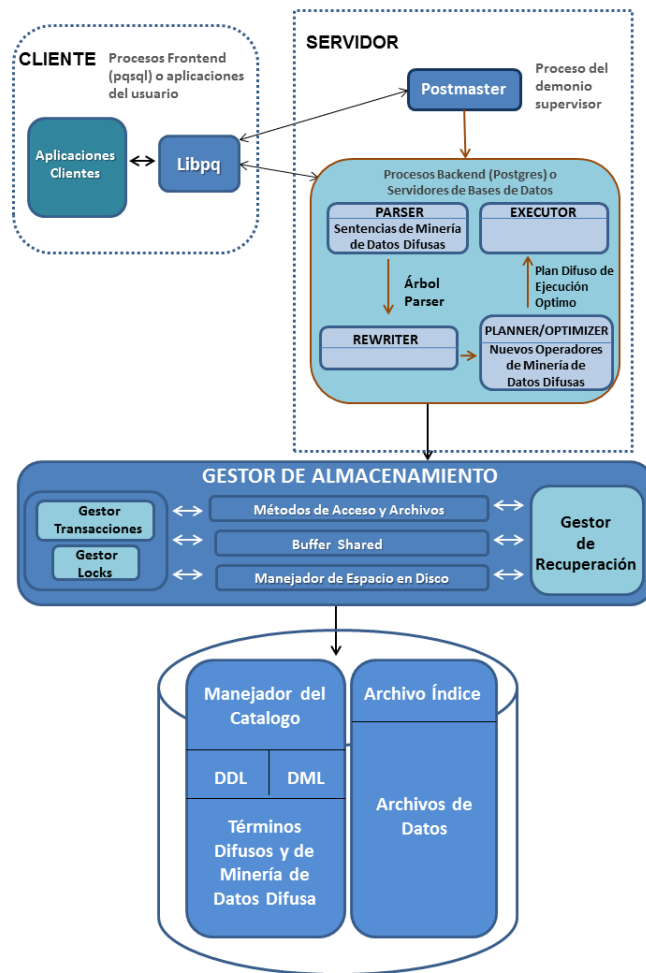 CLIENTE
Procesos Frontend
(pqsql) o aplicaciones
del usuario
Aplicaciones
Clientes
Libpq
SERVIDOR
Postmaster
Proceso del
demonio
supervisor
Procesos Backend (Postgres) o
Servidores de Bases de Datos
PARSER
Sentencias de Minería
de Datos Difusas
EXECUTOR
Árbol
Parser
Plan Difuso de
Ejecución
Optimo
REWRITER
PLANNER/OPTIMIZER
Nuevos Operadores
de Minería de
Datos Difusas
GESTOR DE ALMACENAMIENTO
Gestor
Transacciones
Gestor
Locks
Métodos de Acceso y Archivos
Buffer Shared
Manejador de Espacio en Disco
Gestor
de
Recuperación
Manejador del
Catalogo
DDL
DML
Términos
Difusos y de
Minería de
Datos Difusa
Archivo Índice
Archivos de
Datos